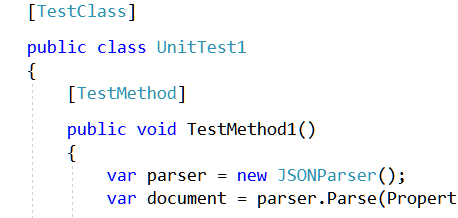 [TestClass]
public class UnitTest1
{
[TestMethod]
public void TestMethod1()
{
var parser = new JSONParser();
var document = parser.Parse(Propert